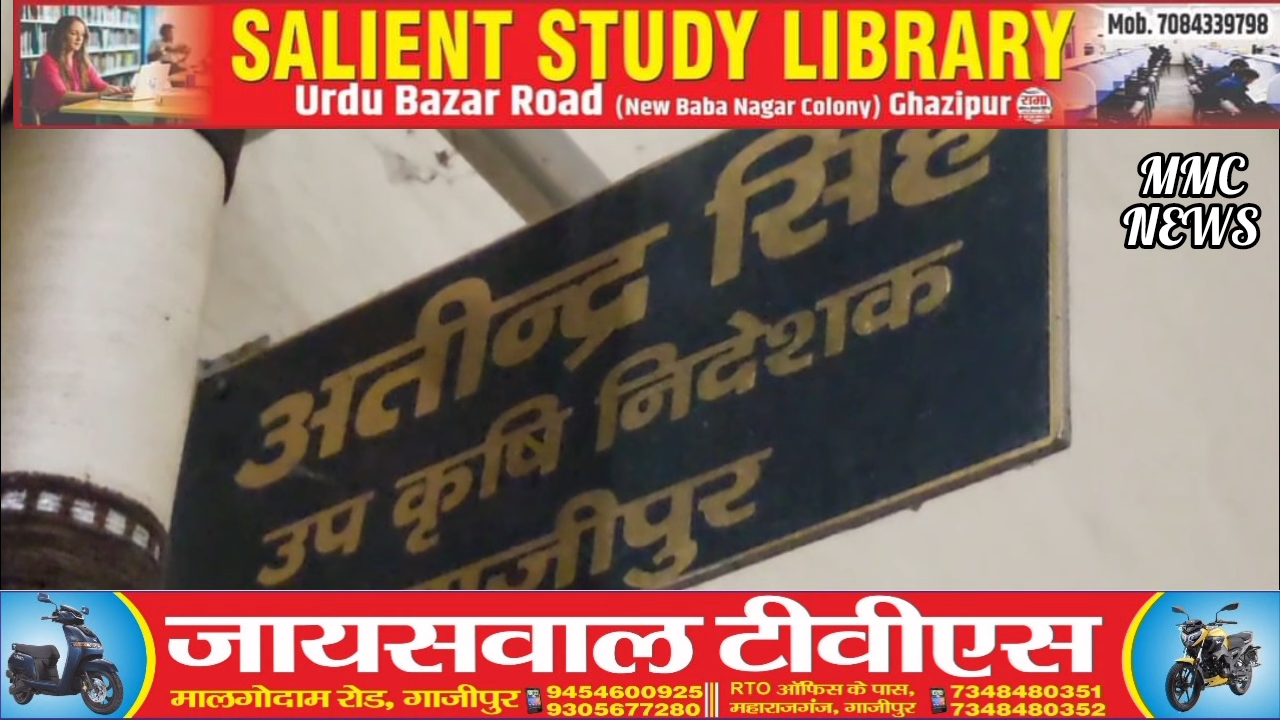 SALIENT STUDY LIBRARY
Mob. 7084339798
Urdu Bazar Road (New Baba Nagar Colony) Ghazipur
MMC
NEWS
अतीन्द्र सिंह
उप कृषि निदेशक
गाजीपुर
जायसवाल टीवीएस
मालगोदाम रोड, गाजीपुर 9454600925 9305677280
RTO ऑफिस के पास, महाराजगंज, गाजीपुर 7348480351 7348480352